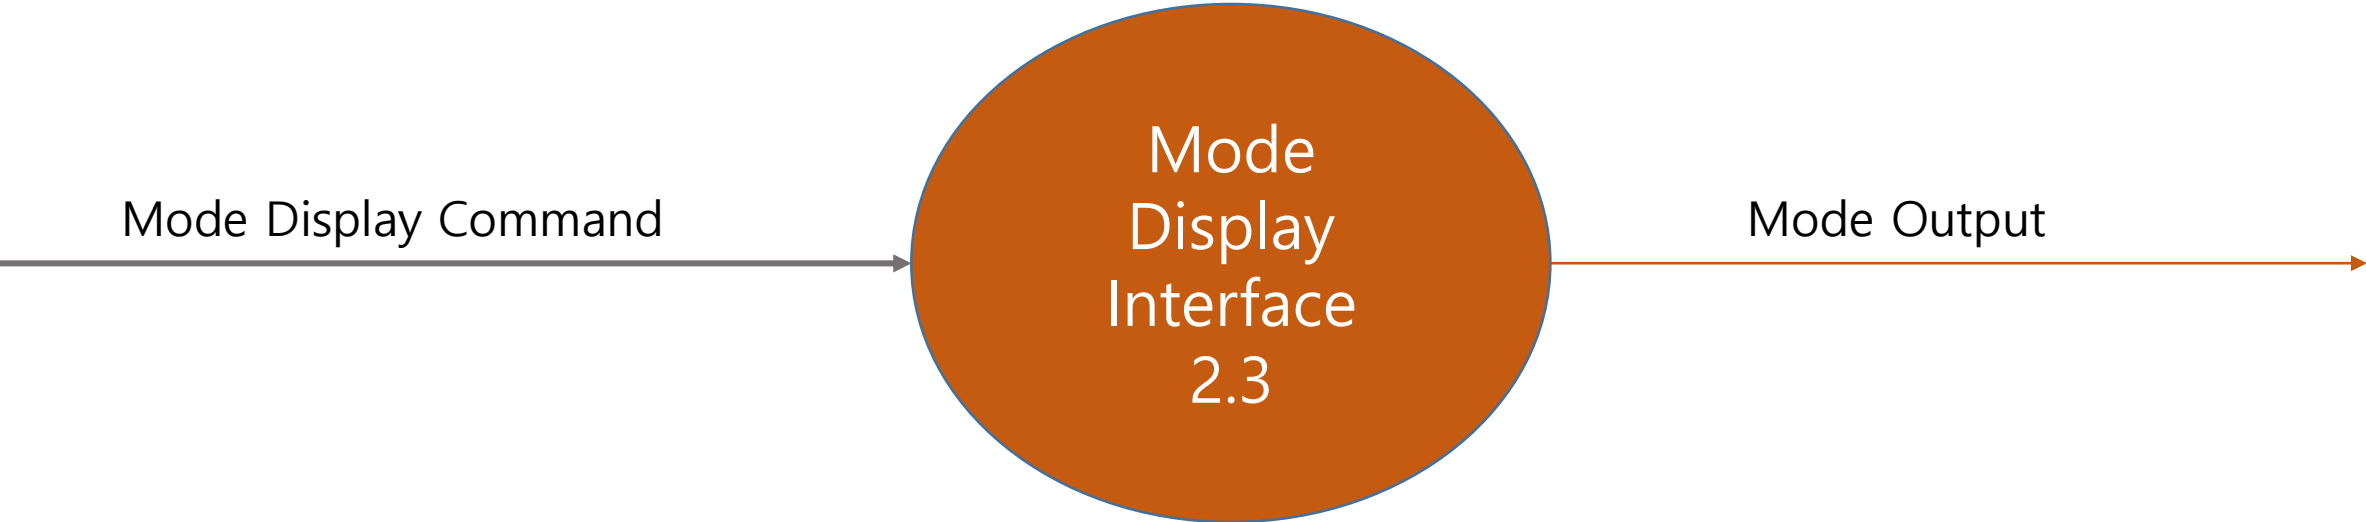 Mode Display Command
Mode
Display
Interface
2.3
Mode Output